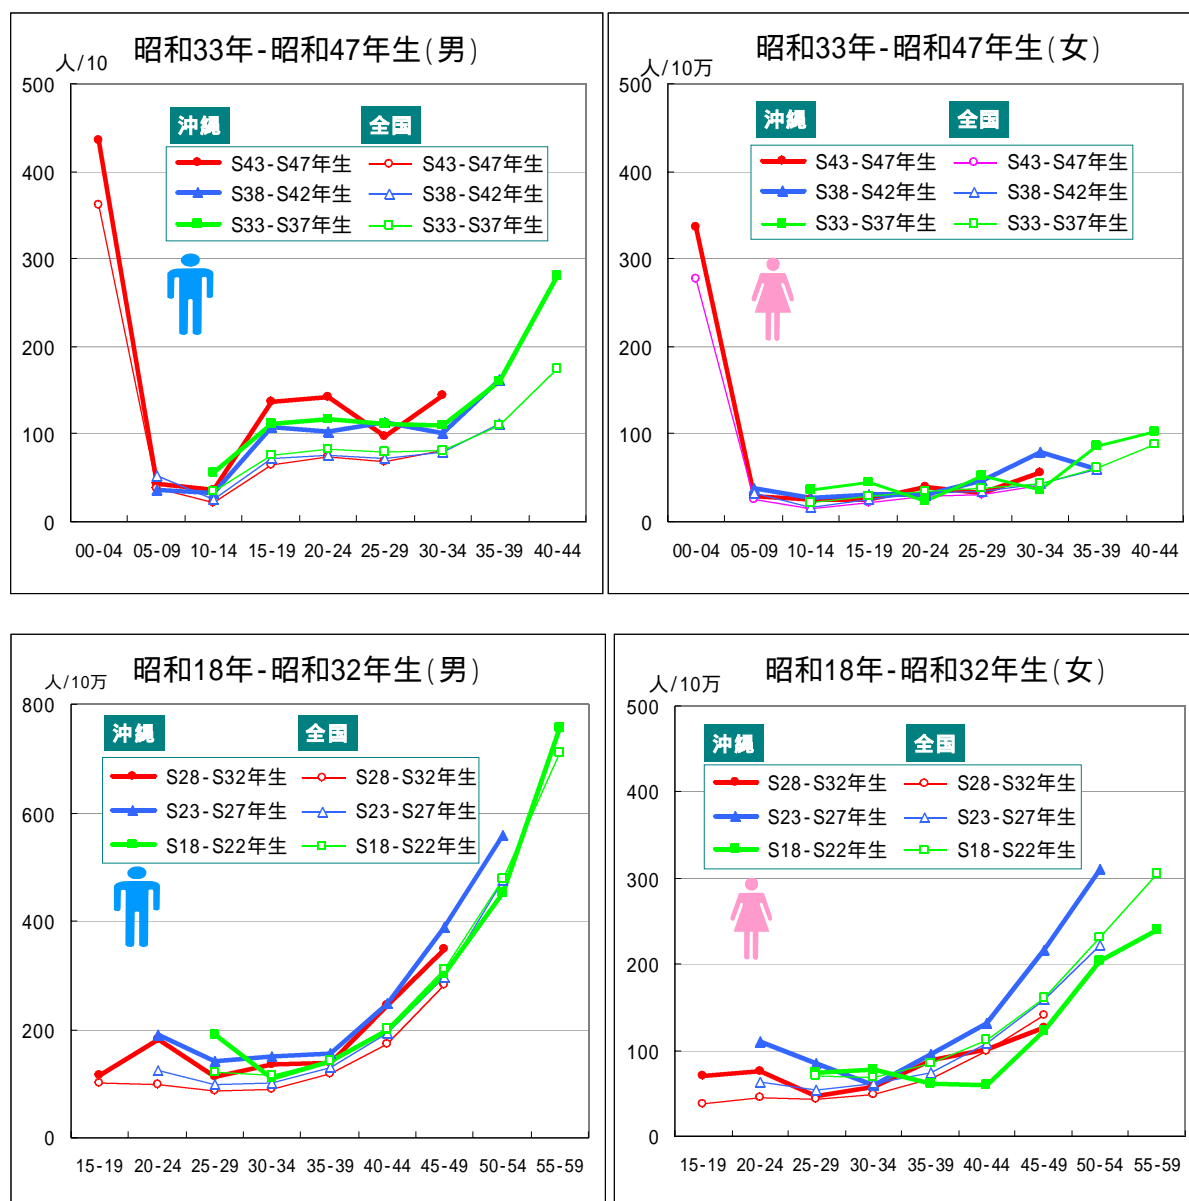 昭和33年-昭和47年生(男)
人/10
500
400
300
200
100
0
沖縄 全国
S43-S47年生 S43-S47年生
S38-S42年生 S38-S42年生
S33-S37年生 S33-S37年生
00-04 05-09 10-14 15-19 20-24 25-29 30-34 35-39 40-44
昭和33年-昭和47年生(女)
人/10万
500
400
300
200
100
0
沖縄 全国
S43-S47年生 S43-S47年生
S38-S42年生 S38-S42年生
S33-S37年生 S33-S37年生
00-04 05-09 10-14 15-19 20-24 25-29 30-34 35-39 40-44
昭和18年-昭和32年生(男)
人/10万
800
600
400
200
0
沖縄 全国
S28-S32年生 S28-S32年生
S23-S27年生 S23-S27年生
S18-S22年生 S18-S22年生
15-19 20-24 25-29 30-34 35-39 40-44 45-49 50-54 55-59
昭和18年-昭和32年生(女)
人/10万
500
400
300
200
100
0
沖縄 全国
S28-S32年生 S28-S32年生
S23-S27年生 S23-S27年生
S18-S22年生 S18-S22年生
15-19 20-24 25-29 30-34 35-39 40-44 45-49 50-54 55-59